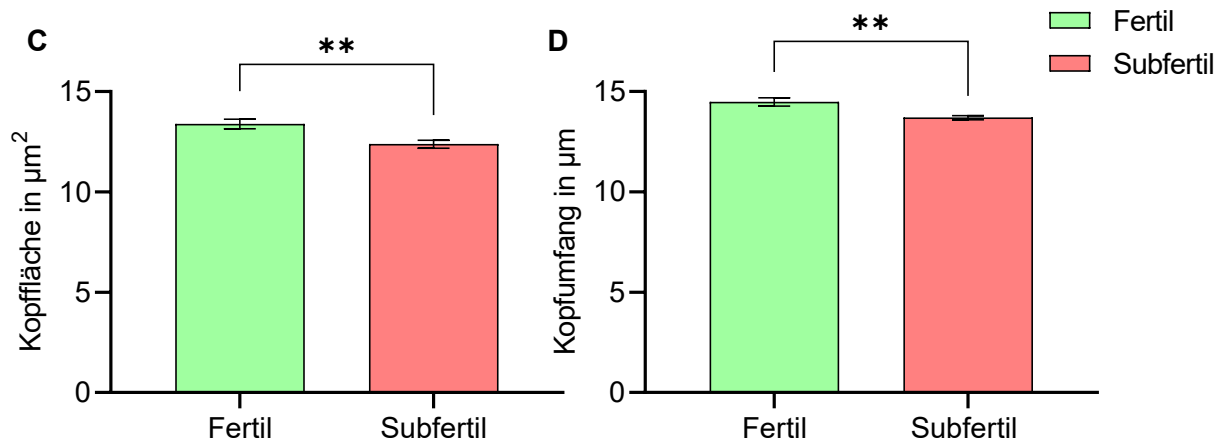 C
**
Kopffläche in µm²
15
10
5
0
Fertil
Subfertil
D
**
Kopfumfang in µm
15
10
5
0
Fertil
Subfertil
Fertil
Subfertil